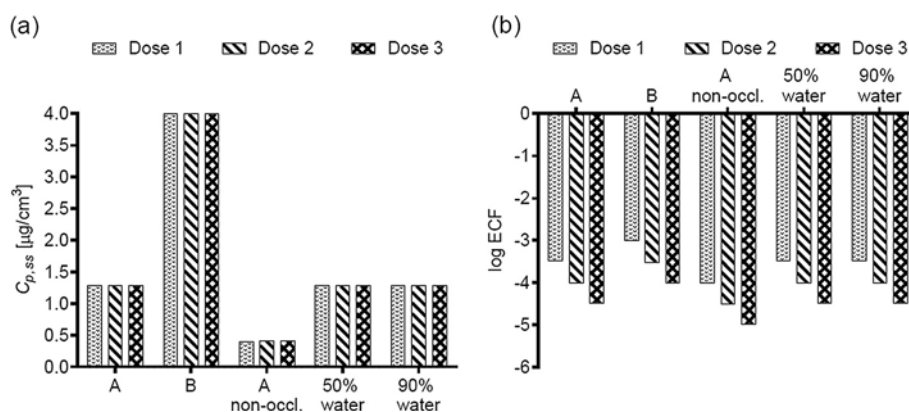 (a)
Dose 1 Dose 2 Dose 3
C_p,ss [µg/cm³]
4.0
3.5
3.0
2.5
2.0
1.5
1.0
0.5
0.0
A B A non-occl. 50% water 90% water
(b)
Dose 1 Dose 2 Dose 3
A B A non-occl. 50% water 90% water
log ECF
0
-1
-2
-3
-4
-5
-6